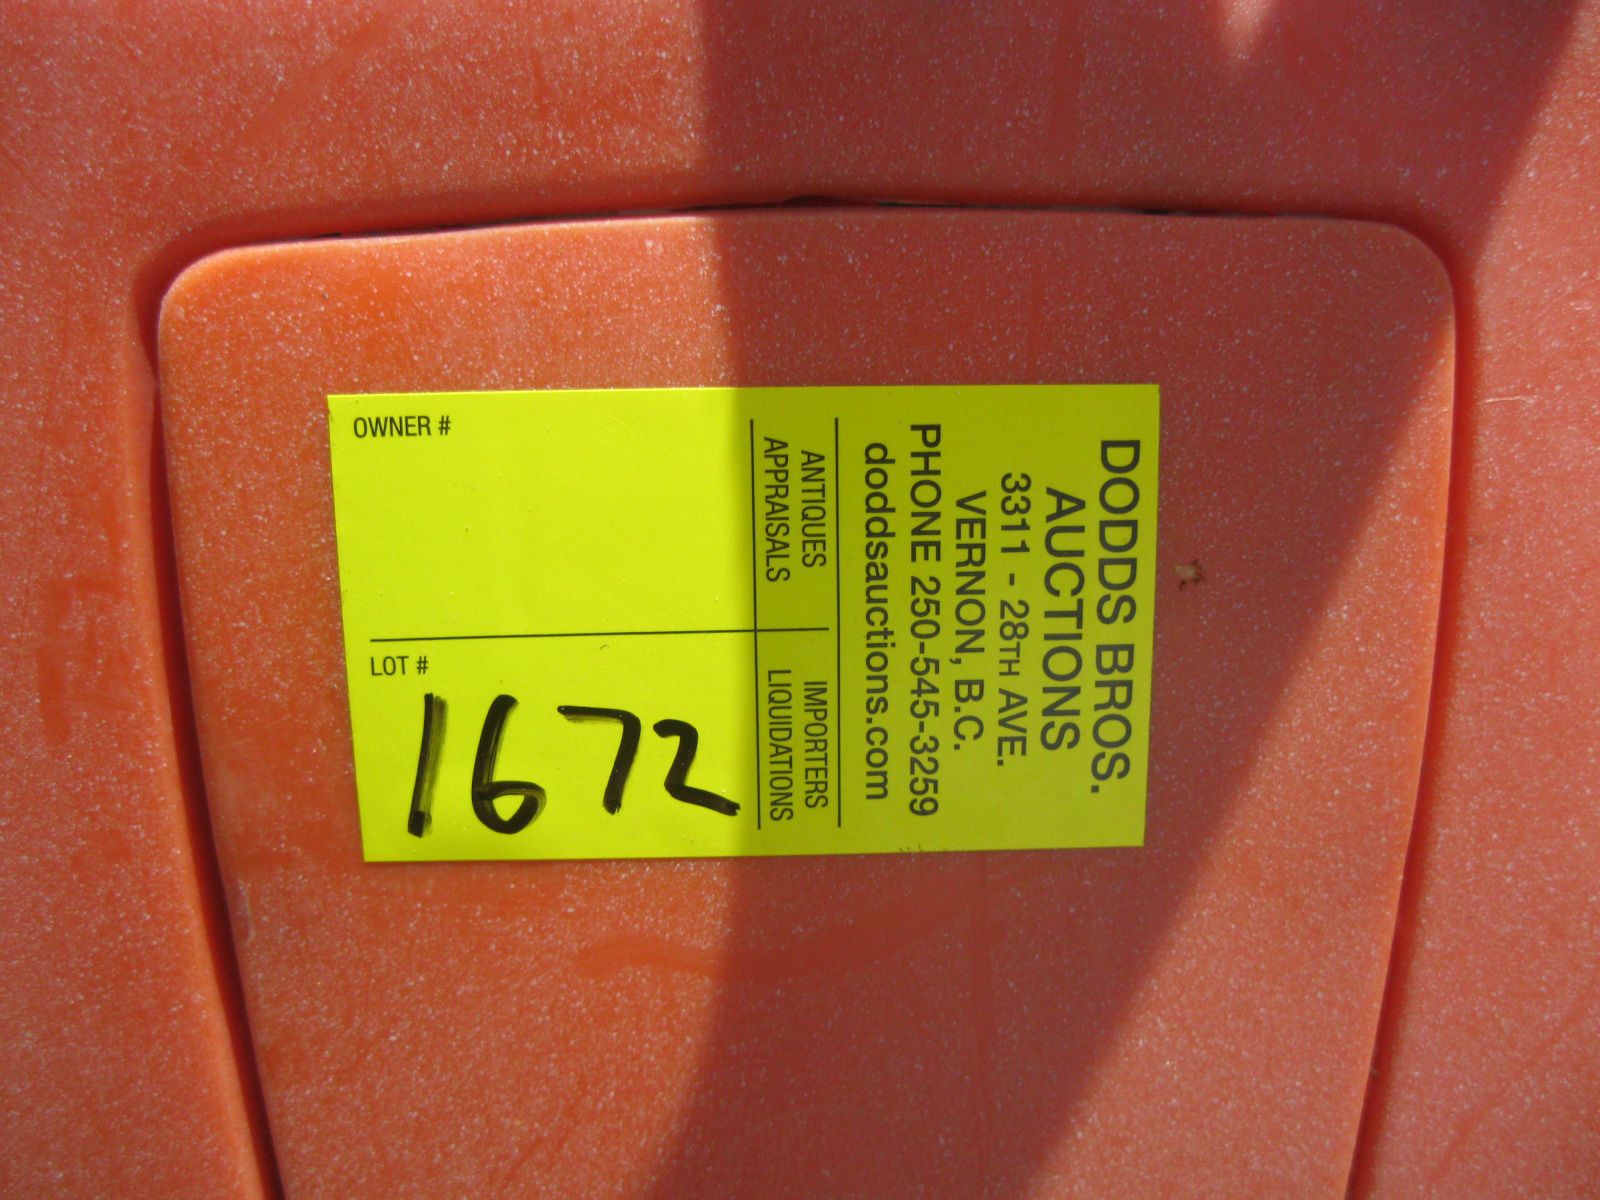 DODDS BROS.
AUCTIONS
3311 - 28TH AVE.
VERNON, B.C.
PHONE 250-545-3259
doddsauctions.com
ANTIQUES IMPORTERS
APPRAISALS LIQUIDATIONS
OWNER #
LOT #
1672